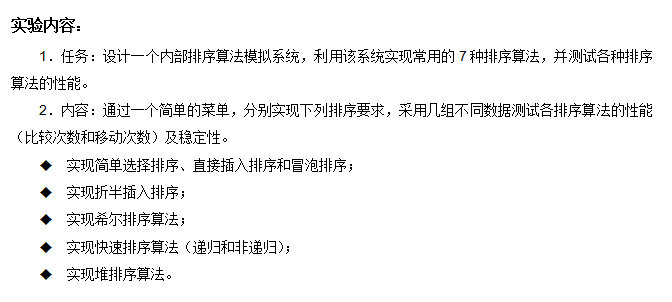 实验内容：
1．任务：设计一个内部排序算法模拟系统，利用该系统实现常用的 7 种排序算法，并测试各种排序
算法的性能。
2．内容：通过一个简单的菜单，分别实现下列排序要求，采用几组不同数据测试各排序算法的性能
（比较次数和移动次数）及稳定性。
◆ 实现简单选择排序、直接插入排序和冒泡排序；
◆ 实现折半插入排序；
◆ 实现希尔排序算法；
◆ 实现快速排序算法（递归和非递归）；
◆ 实现堆排序算法。